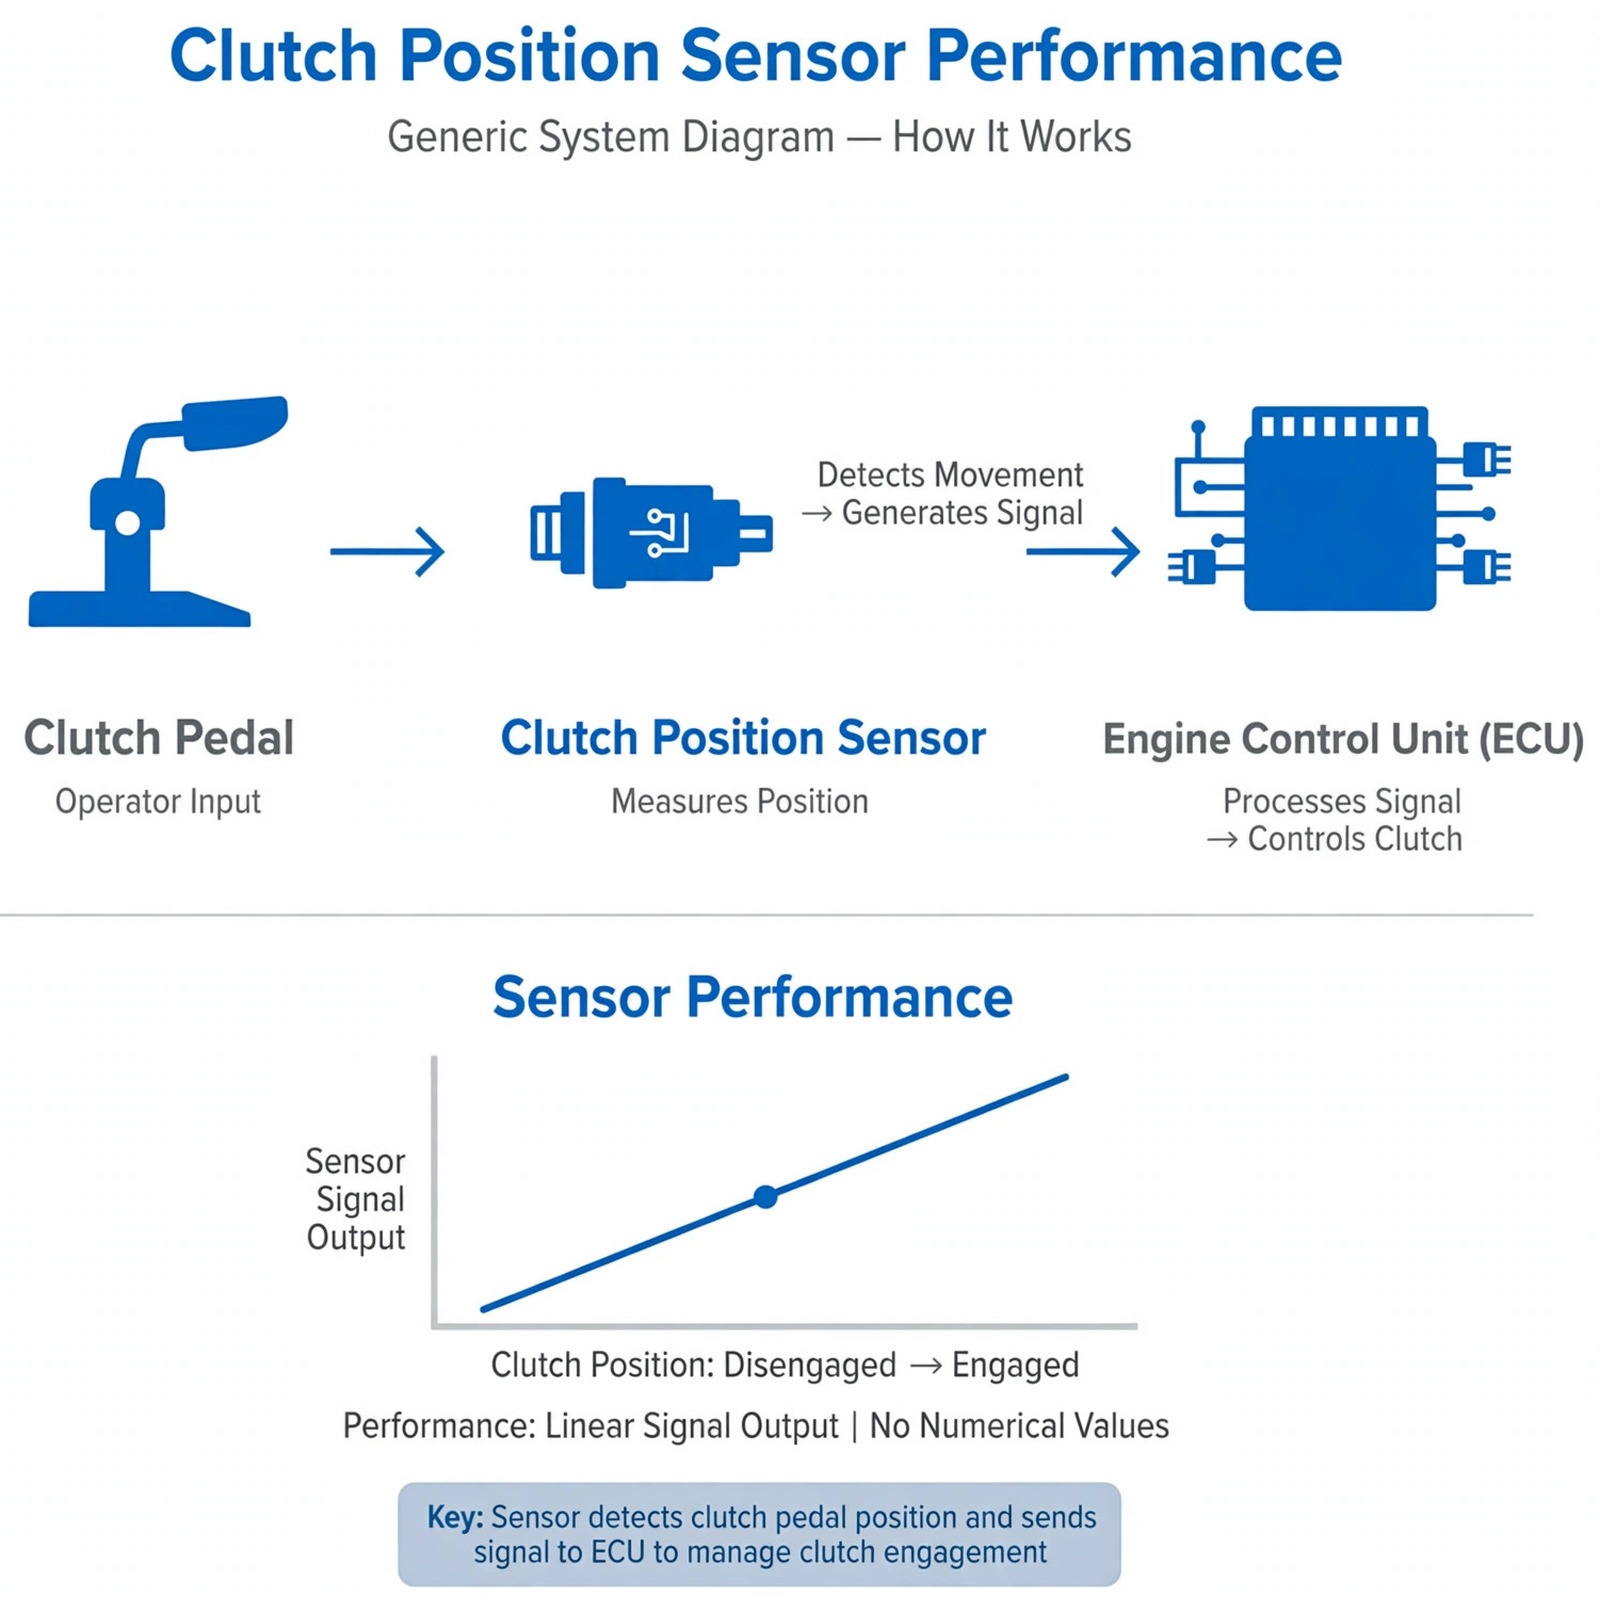 Clutch Position Sensor Performance
Generic System Diagram — How It Works
Detects Movement
→ Generates Signal
Clutch Pedal
Operator Input
Clutch Position Sensor
Measures Position
Engine Control Unit (ECU)
Processes Signal
→ Controls Clutch
Sensor Performance
Sensor
Signal
Output
Clutch Position: Disengaged → Engaged
Performance: Linear Signal Output | No Numerical Values
Key: Sensor detects clutch pedal position and sends
signal to ECU to manage clutch engagement